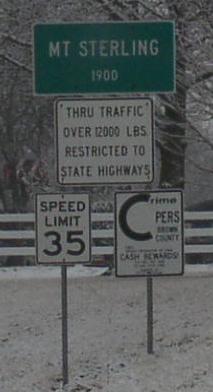 MT STERLING
1900
THRU TRAFFIC
OVER 12000 LBS.
RESTRICTED TO
STATE HIGHWAYS
SPEED
LIMIT
35
Crime
PERS
BROWN
COUNTY
CASH REWARDS!